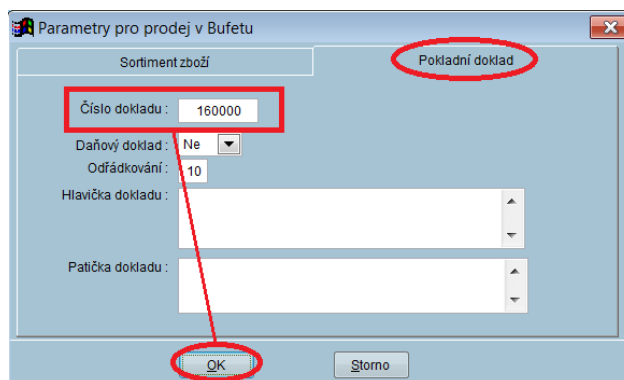 Parametry pro prodej v Bufetu
Sortiment zboží
Pokladní doklad
Číslo dokladu : 160000
Daňový doklad : Ne
Odřádkování : 10
Hlavička dokladu :
Patička dokladu :
OK
Storno